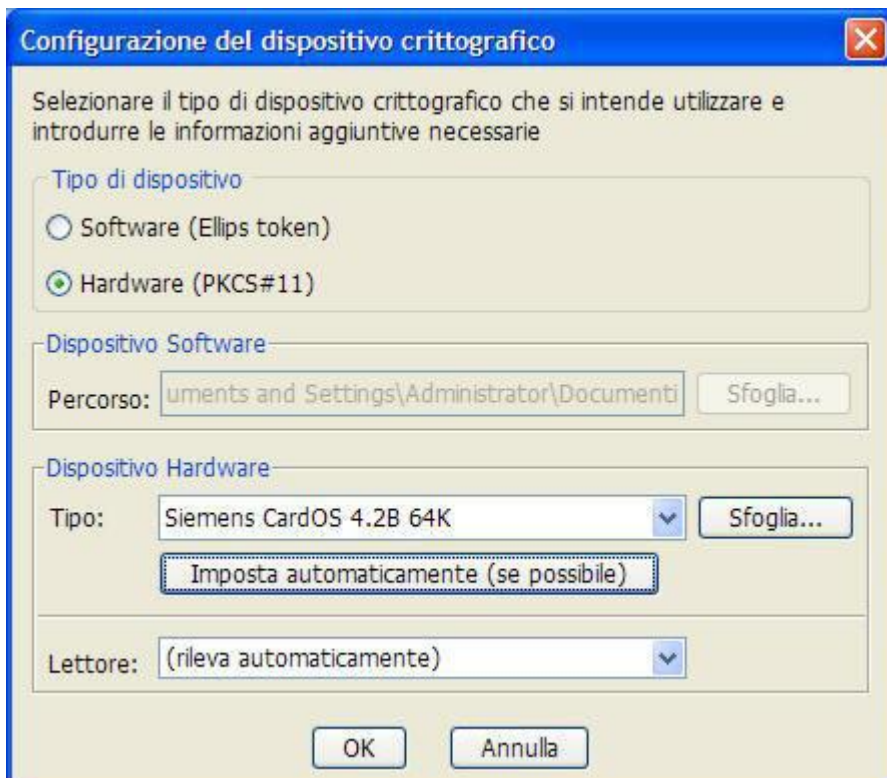 Configurazione del dispositivo crittografico
Selezionare il tipo di dispositivo crittografico che si intende utilizzare e
introdurre le informazioni aggiuntive necessarie
Tipo di dispositivo
Software (Ellips token)
Hardware (PKCS#11)
Dispositivo Software
Percorso: uments and Settings\Administrator\Documenti Sfoglia...
Dispositivo Hardware
Tipo: Siemens CardOS 4.2B 64K Sfoglia...
Imposta automaticamente (se possibile)
Lettore: (rileva automaticamente)
OK Annulla